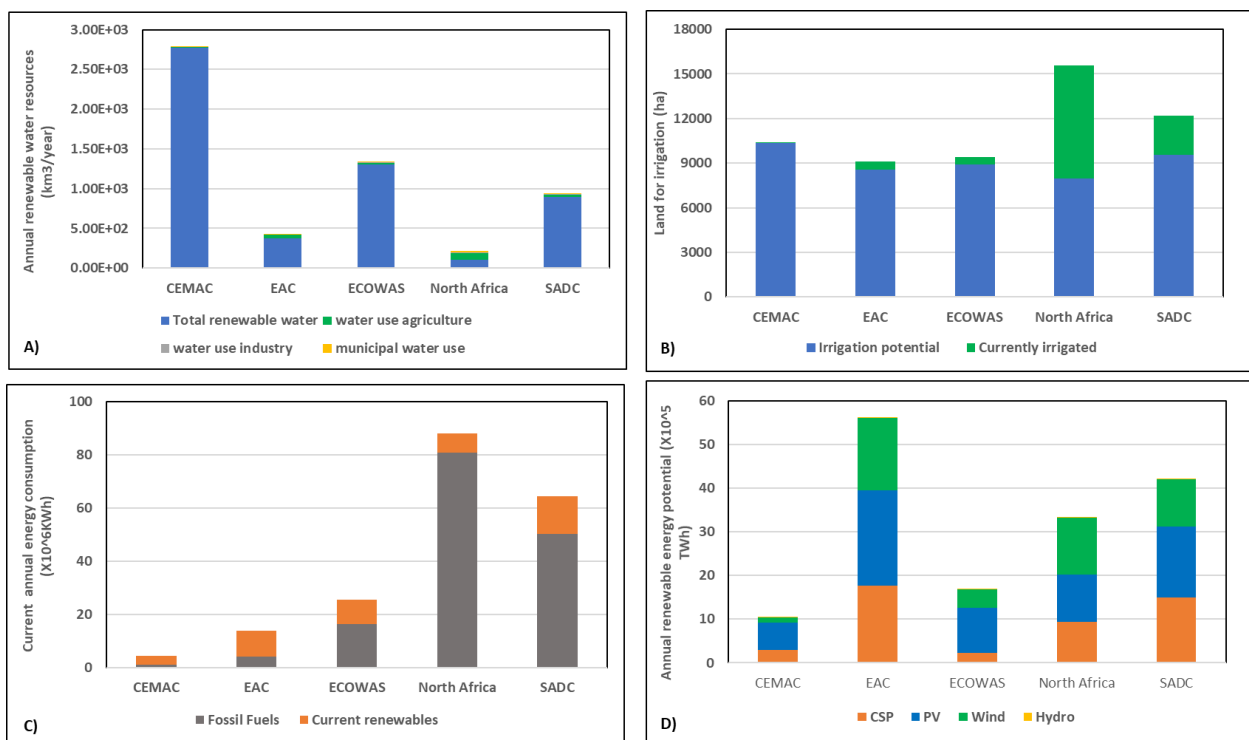 Annual renewable water resources
(km3/year)
3.00E+03
2.50E+03
2.00E+03
1.50E+03
1.00E+03
5.00E+02
0.00E+00
CEMAC EAC ECOWAS North Africa SADC
Total renewable water water use agriculture
water use industry municipal water use
A)
Land for irrigation (ha)
18000
15000
12000
9000
6000
3000
0
CEMAC EAC ECOWAS North Africa SADC
Irrigation potential Currently irrigated
B)
Current annual energy consumption
(X10^6KWh)
100
80
60
40
20
0
CEMAC EAC ECOWAS North Africa SADC
Fossil Fuels Current renewables
C)
Annual renewable energy potential (X10^5
TWh)
60
50
40
30
20
10
0
CEMAC EAC ECOWAS North Africa SADC
CSP PV Wind Hydro
D)